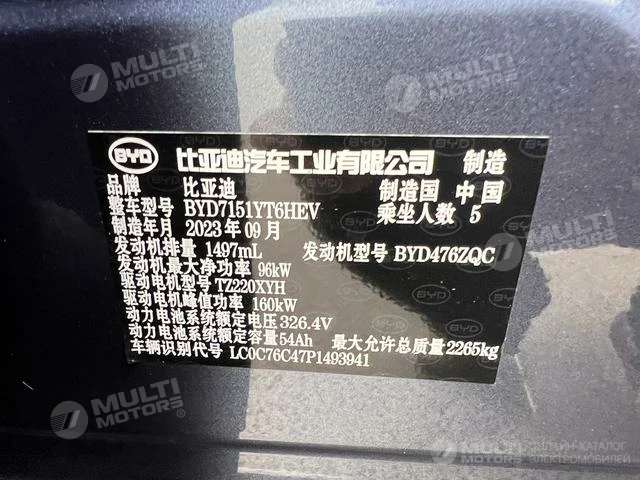 MULTI
MOTORS®
MULTI
MOTORS®
BYD 比亚迪汽车工业有限公司 制造
品牌 比亚迪 制造国 中国
整车型号 BYD7151YT6HEV 乘坐人数 5
制造年月 2023年09月
发动机排量 1497mL 发动机型号 BYD476ZQC
发动机最大净功率 96kW
驱动电机型号 TZ220XYH
驱动电机峰值功率 160kW
动力电池系统额定电压 326.4V
动力电池系统额定容量 54Ah 最大允许总质量 2265kg
车辆识别代号 LC0C76C47P1493941
BYD
MULTI
MOTORS®
MULTI
MOTORS
ОНЛАЙН-КАТАЛОГ
ЭЛЕКТРОМОБИЛЕЙ